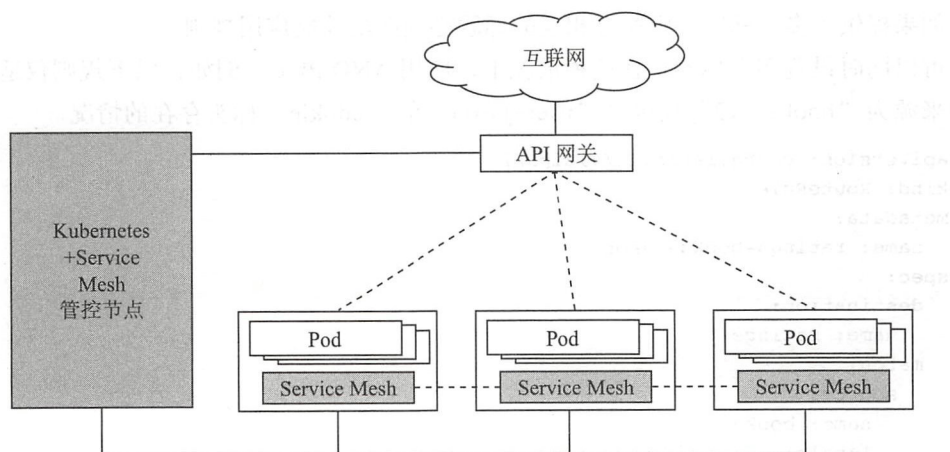 互联网
API 网关
Kubernetes
+Service
Mesh
管控节点
Pod
Pod
Pod
Service Mesh
Service Mesh
Service Mesh